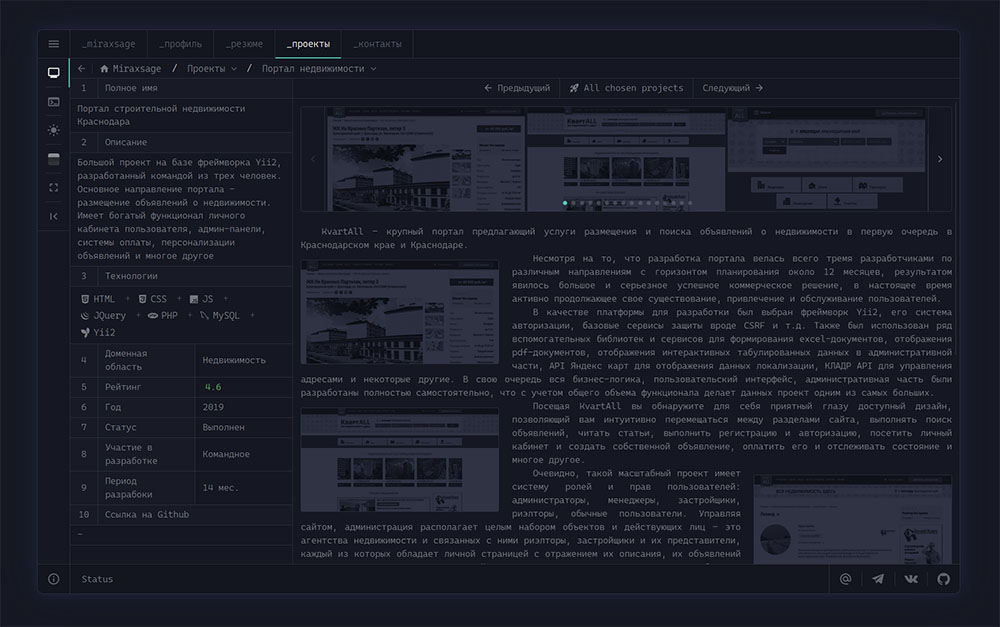 _miraxsage
_профиль
_резюме
_проекты
_контакты
Miraxsage / Проекты / Портал недвижимости
1 Полное имя
Портал строительной недвижимости
Краснодара
2 Описание
Большой проект на базе фреймворка Yii2,
разработанный командой из трех человек.
Основное направление портала –
размещение объявлений о недвижимости.
Имеет богатый функционал личного
кабинета пользователя, админ-панели,
системы оплаты, персонализации
объявлений и многое другое
3 Технологии
HTML + CSS + JS +
JQuery + PHP + MySQL +
Yii2
4 Доменная область Недвижимость
5 Рейтинг 4.6
6 Год 2019
7 Статус Выполнен
8 Участие в разработке Командное
9 Период разрабоки 14 мес.
10 Ссылка на Github
–
Предыдущий
All chosen projects
Следующий
KvartAll – крупный портал предлагающий услуги размещения и поиска объявлений о недвижимости в первую очередь в
Краснодарском крае и Краснодаре.
Несмотря на то, что разработка портала велась всего тремя разработчиками по
различным направлениям с горизонтом планирования около 12 месяцев, результатом
явилось большое и серьезное успешное коммерческое решение, в настоящее время
активно продолжающее свое существование, привлечение и обслуживание пользователей.
В качестве платформы для разработки был выбран фреймворк Yii2, его система
авторизации, базовые сервисы защиты вроде CSRF и т.д. Также был использован ряд
вспомогательных библиотек и сервисов для формирования excel-документов, отображения
pdf-документов, отображения интерактивных табулированных данных в административной
части, API Яндекс карт для отображения данных локализации, КЛАДР API для управления
адресами и некоторые другие. В свою очередь вся бизнес-логика, пользовательский интерфейс, административная часть были
разработаны полностью самостоятельно, что с учетом общего объема функционала делает данных проект одним из самых больших.
Посещая KvartAll вы обнаружите для себя приятный глазу доступный дизайн,
позволяющий вам интуитивно перемещаться между разделами сайта, выполнять поиск
объявлений, читать статьи, выполнить регистрацию и авторизацию, посетить личный
кабинет и создать собственной объявление, оплатить его и отслеживать состояние и
многое другое.
Очевидно, такой масштабный проект имеет
систему ролей и прав пользователей:
администраторы, менеджеры, застройщики,
риэлторы, обычные пользователи. Управляя
сайтом, администрация располагает целым набором объектов и действующих лиц – это
агентства недвижимости и связанных с ними риэлторы, застройщики и их представители,
каждый из которых обладает личной страницей с отражением их описания, их объявлений
Status